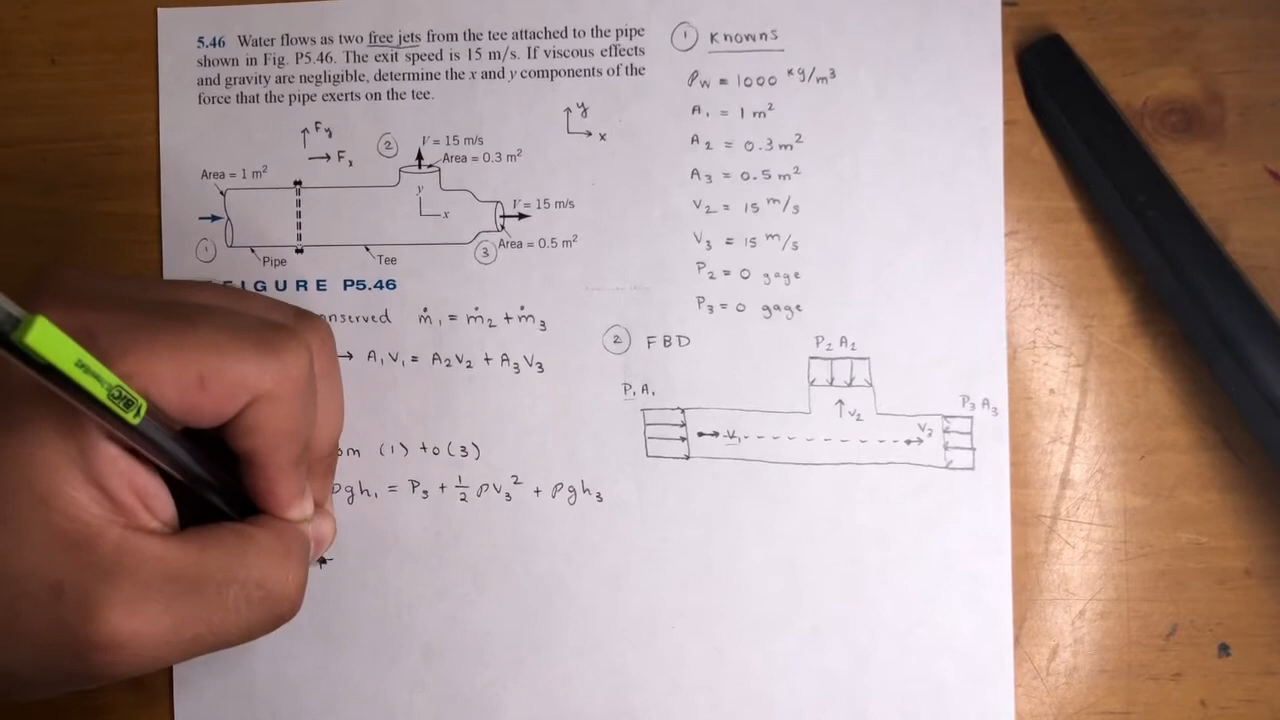 5.46 Water flows as two free jets from the tee attached to the pipe
shown in Fig. P5.46. The exit speed is 15 m/s. If viscous effects
and gravity are negligible, determine the x and y components of the
force that the pipe exerts on the tee.
y
x
Fy
Fx
2
V = 15 m/s
Area = 0.3 m²
Area = 1 m²
y
x
V = 15 m/s
Area = 0.5 m²
1
3
Pipe
Tee
IGURE P5.46
ṁ₁ = ṁ₂ + ṁ₃
→ A₁V₁ = A₂V₂ + A₃V₃
(1) to (3)
ρgh₁ = P₃ + 1/2 ρV₃² + ρgh₃
1 Knowns
ρw = 1000 kg/m³
A₁ = 1 m²
A₂ = 0.3 m²
A₃ = 0.5 m²
V₂ = 15 m/s
V₃ = 15 m/s
P₂ = 0 gage
P₃ = 0 gage
2 FBD
P₂ A₂
P₁ A₁
P₃ A₃
V₂
V₁
V₃
BIC